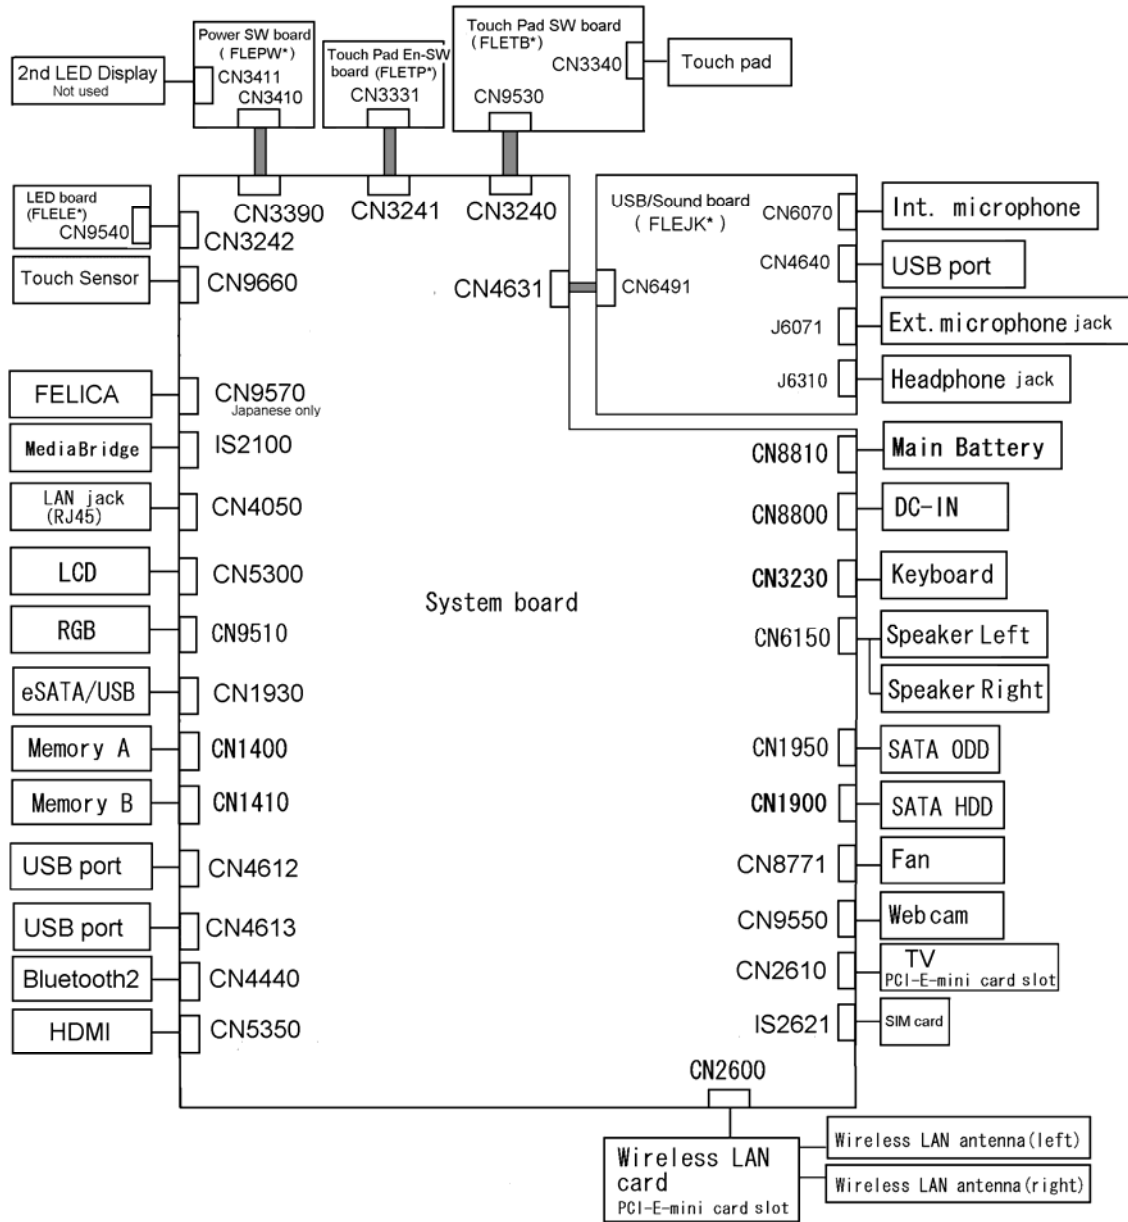 Power SW board
( FLEPW*)
CN3411
CN3410
2nd LED Display
Not used
Touch Pad En-SW
board (FLETP*)
CN3331
Touch Pad SW board
(FLETB*)
CN3340
CN9530
Touch pad
LED board
(FLELE*)
CN9540
CN3390
CN3241
CN3240
CN3242
Touch Sensor
CN9660
USB/Sound board
( FLEJK*)
CN4631
CN6491
CN6070
Int. microphone
CN4640
USB port
J6071
Ext. microphone jack
J6310
Headphone jack
FELICA
CN9570
Japanese only
MediaBridge
IS2100
LAN jack
(RJ45)
CN4050
LCD
CN5300
RGB
CN9510
eSATA/USB
CN1930
Memory A
CN1400
Memory B
CN1410
USB port
CN4612
USB port
CN4613
Bluetooth2
CN4440
HDMI
CN5350
System board
CN8810
Main Battery
CN8800
DC-IN
CN3230
Keyboard
CN6150
Speaker Left
Speaker Right
CN1950
SATA ODD
CN1900
SATA HDD
CN8771
Fan
CN9550
Web cam
CN2610
TV
PCI-E-mini card slot
IS2621
SIM card
CN2600
Wireless LAN
card
PCI-E-mini card slot
Wireless LAN antenna(left)
Wireless LAN antenna(right)